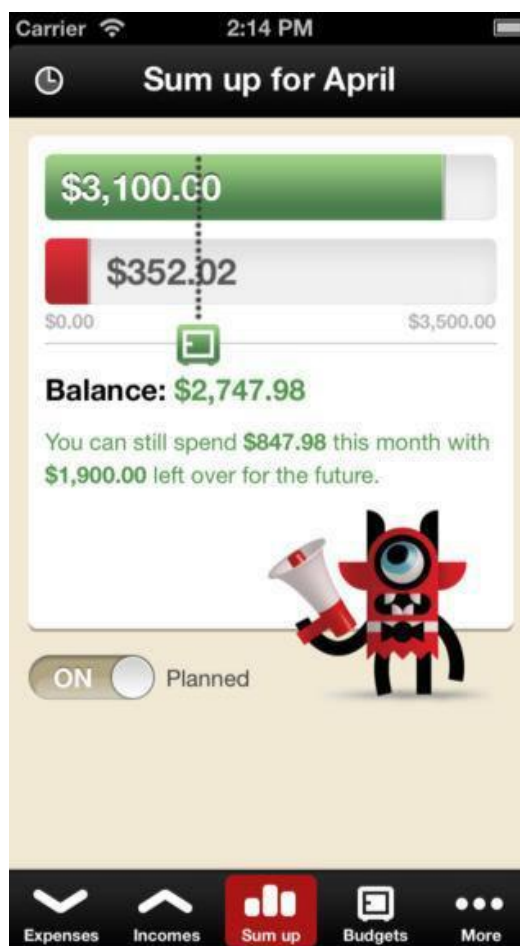 Carrier 2:14 PM
Sum up for April
$3,100.00
$352.02
$0.00 $3,500.00
Balance: $2,747.98
You can still spend $847.98 this month with
$1,900.00 left over for the future.
ON Planned
Expenses Incomes Sum up Budgets More